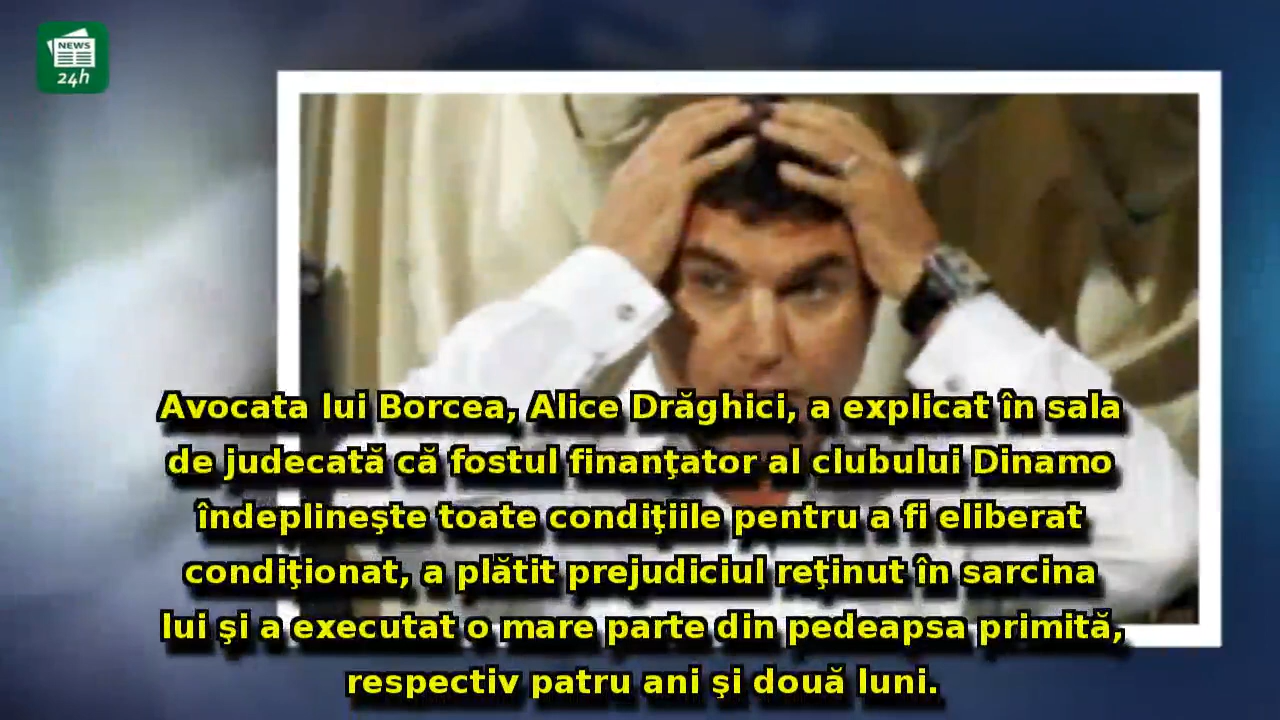 NEWS
24h
Avocata lui Borcea, Alice Drăghici, a explicat în sala
de judecată că fostul finanţator al clubului Dinamo
îndeplineşte toate condiţiile pentru a fi eliberat
condiţionat, a plătit prejudiciul reţinut în sarcina
lui şi a executat o mare parte din pedeapsa primită,
respectiv patru ani şi două luni.